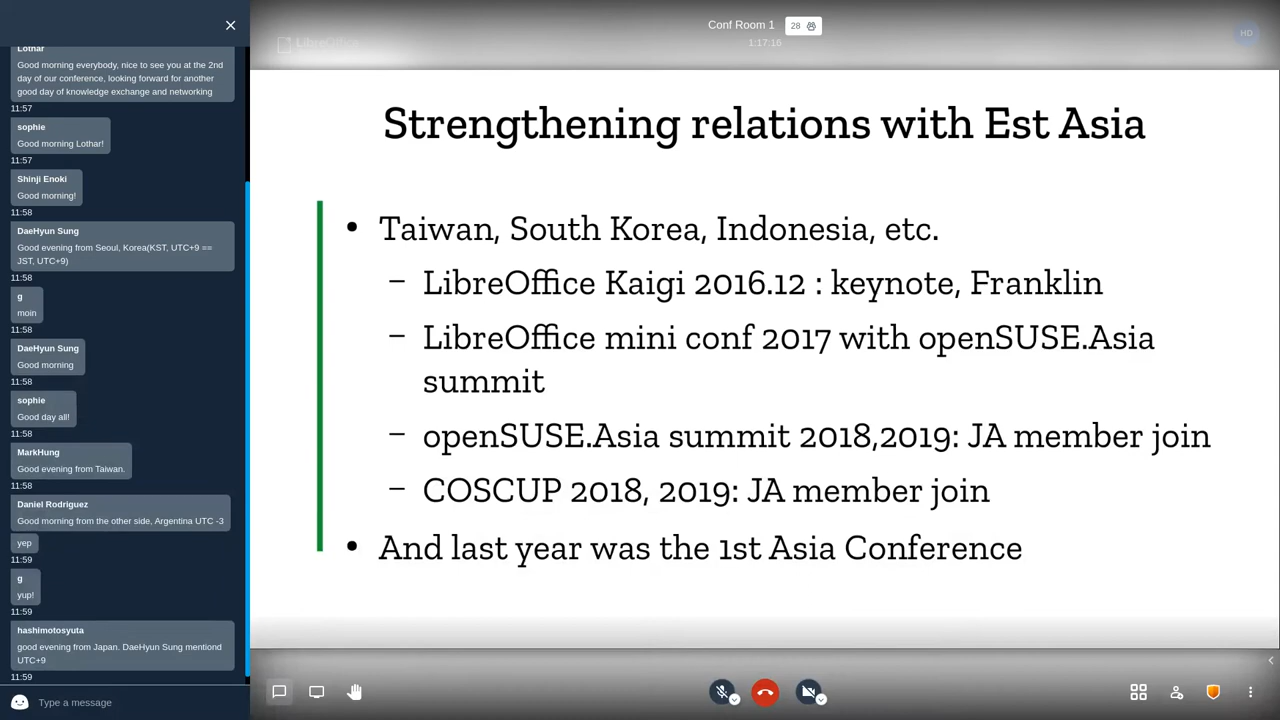 Lothar
Good morning everybody, nice to see you at the 2nd
day of our conference, looking forward for another
good day of knowledge exchange and networking
11:57
sophie
Good morning Lothar!
11:57
Shinji Enoki
Good morning!
11:58
DaeHyun Sung
Good evening from Seoul, Korea(KST, UTC+9 ==
JST, UTC+9)
11:58
g
moin
11:58
DaeHyun Sung
Good morning
11:58
sophie
Good day all!
11:58
MarkHung
Good evening from Taiwan.
11:58
Daniel Rodriguez
Good morning from the other side, Argentina UTC -3
yep
11:59
g
yup!
11:59
hashimotosyuta
good evening from Japan. DaeHyun Sung mentiond
UTC+9
11:59
Type a message
LibreOffice
Conf Room 1
28
1:17:16
HD
Strengthening relations with Est Asia
• Taiwan, South Korea, Indonesia, etc.
– LibreOffice Kaigi 2016.12 : keynote, Franklin
– LibreOffice mini conf 2017 with openSUSE.Asia
summit
– openSUSE.Asia summit 2018,2019: JA member join
– COSCUP 2018, 2019: JA member join
• And last year was the 1st Asia Conference